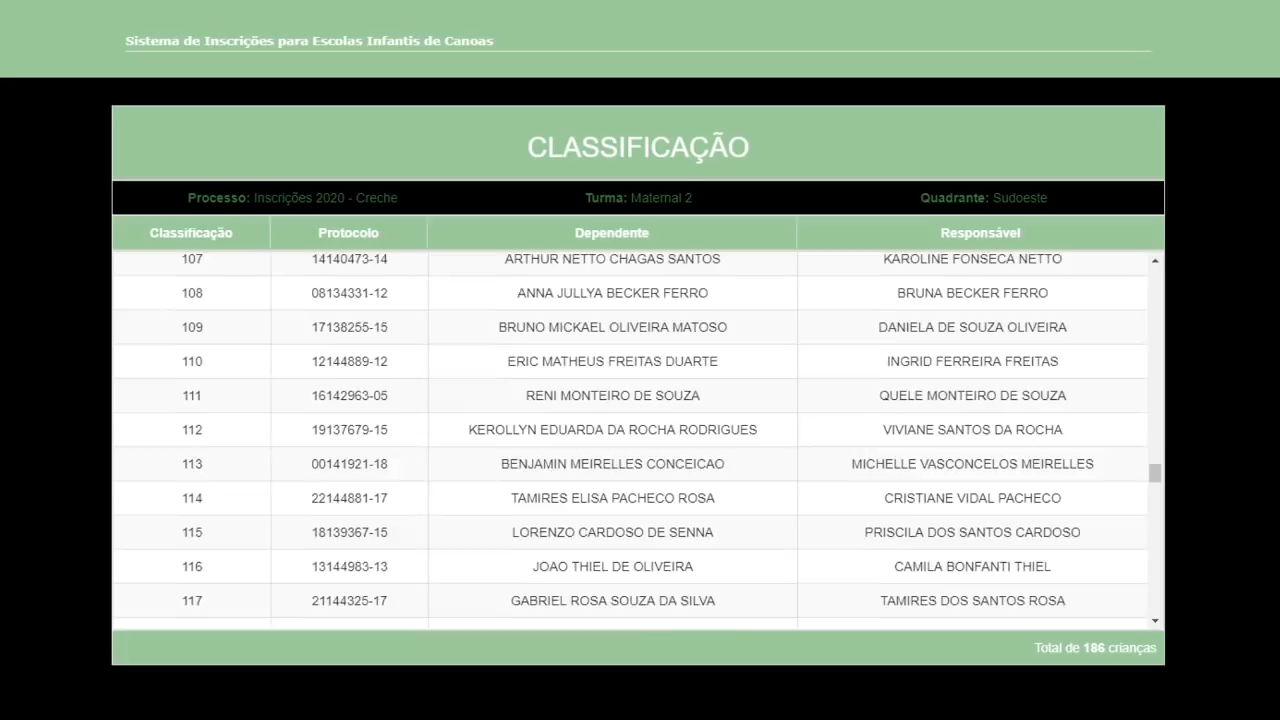 Sistema de Inscrições para Escolas Infantis de Canoas
CLASSIFICAÇÃO
Processo: Inscrições 2020 - Creche Turma: Maternal 2 Quadrante: Sudoeste
Classificação Protocolo Dependente Responsável
107 14140473-14 ARTHUR NETTO CHAGAS SANTOS KAROLINE FONSECA NETTO
108 08134331-12 ANNA JULLYA BECKER FERRO BRUNA BECKER FERRO
109 17138255-15 BRUNO MICKAEL OLIVEIRA MATOSO DANIELA DE SOUZA OLIVEIRA
110 12144889-12 ERIC MATHEUS FREITAS DUARTE INGRID FERREIRA FREITAS
111 16142963-05 RENI MONTEIRO DE SOUZA QUELE MONTEIRO DE SOUZA
112 19137679-15 KEROLLYN EDUARDA DA ROCHA RODRIGUES VIVIANE SANTOS DA ROCHA
113 00141921-18 BENJAMIN MEIRELLES CONCEICAO MICHELLE VASCONCELOS MEIRELLES
114 22144881-17 TAMIRES ELISA PACHECO ROSA CRISTIANE VIDAL PACHECO
115 18139367-15 LORENZO CARDOSO DE SENNA PRISCILA DOS SANTOS CARDOSO
116 13144983-13 JOAO THIEL DE OLIVEIRA CAMILA BONFANTI THIEL
117 21144325-17 GABRIEL ROSA SOUZA DA SILVA TAMIRES DOS SANTOS ROSA
Total de 186 crianças